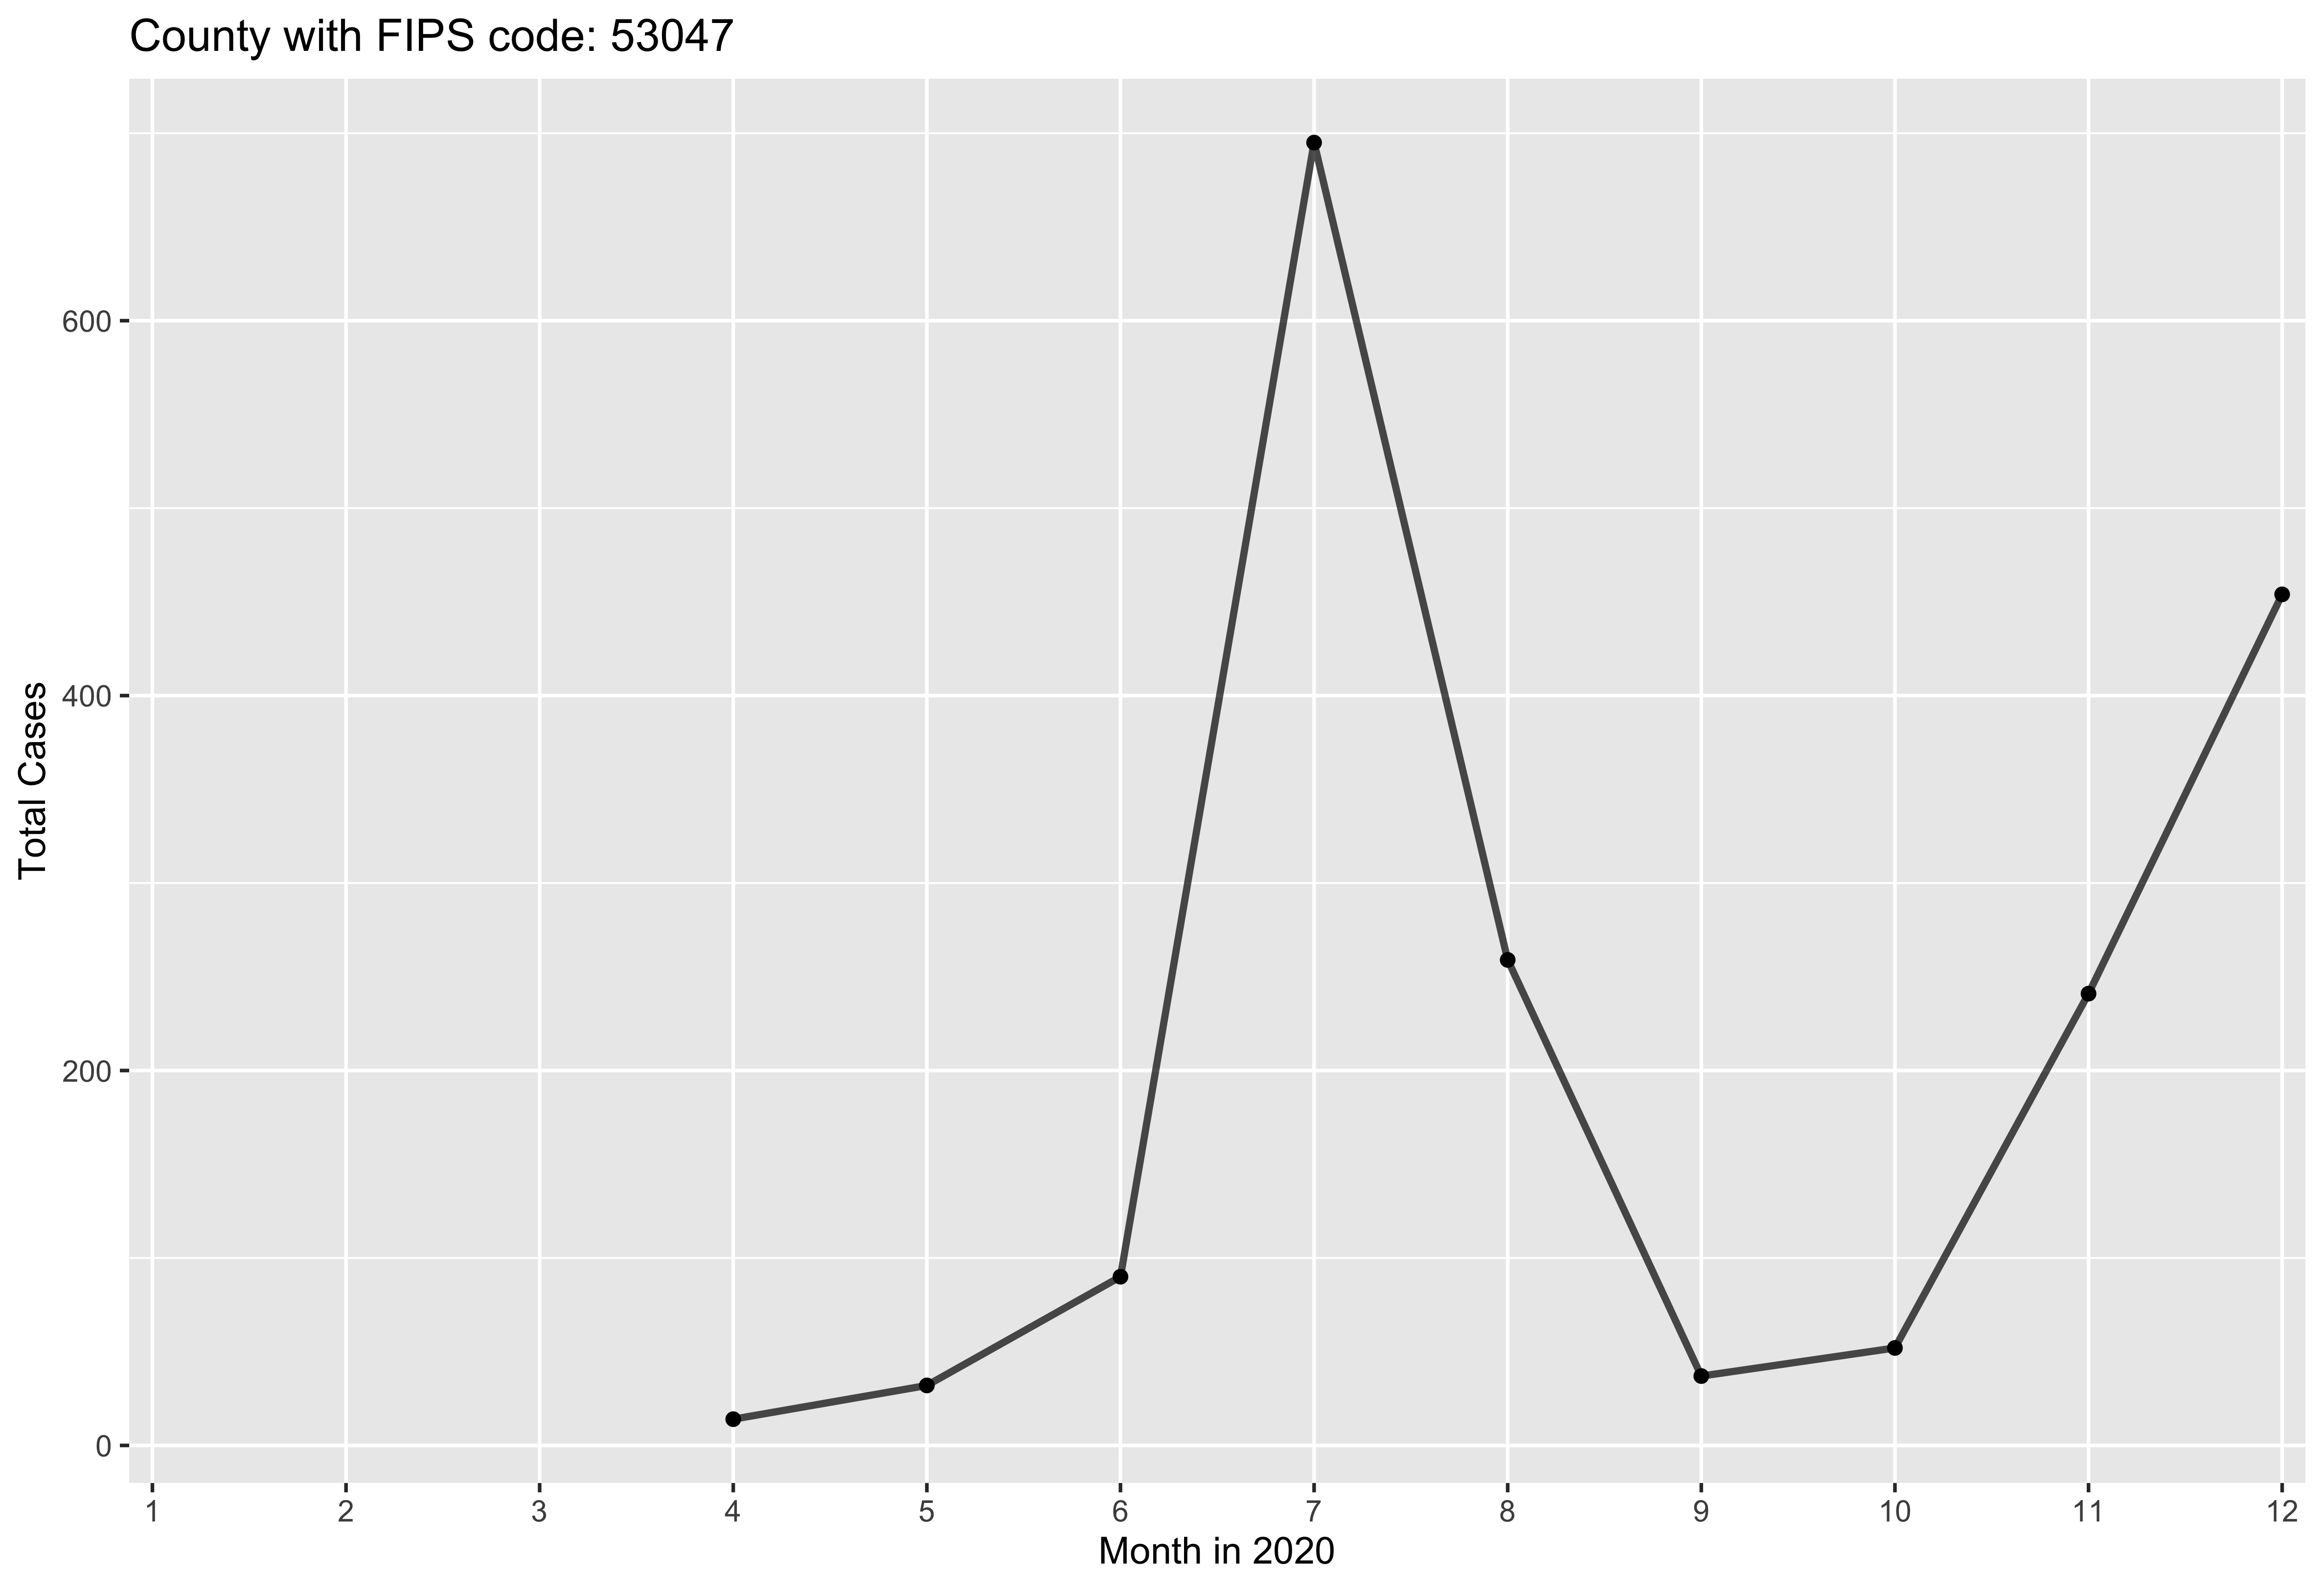 County with FIPS code: 53047
Total Cases
600
400
200
0
1 2 3 4 5 6 7 8 9 10 11 12
Month in 2020